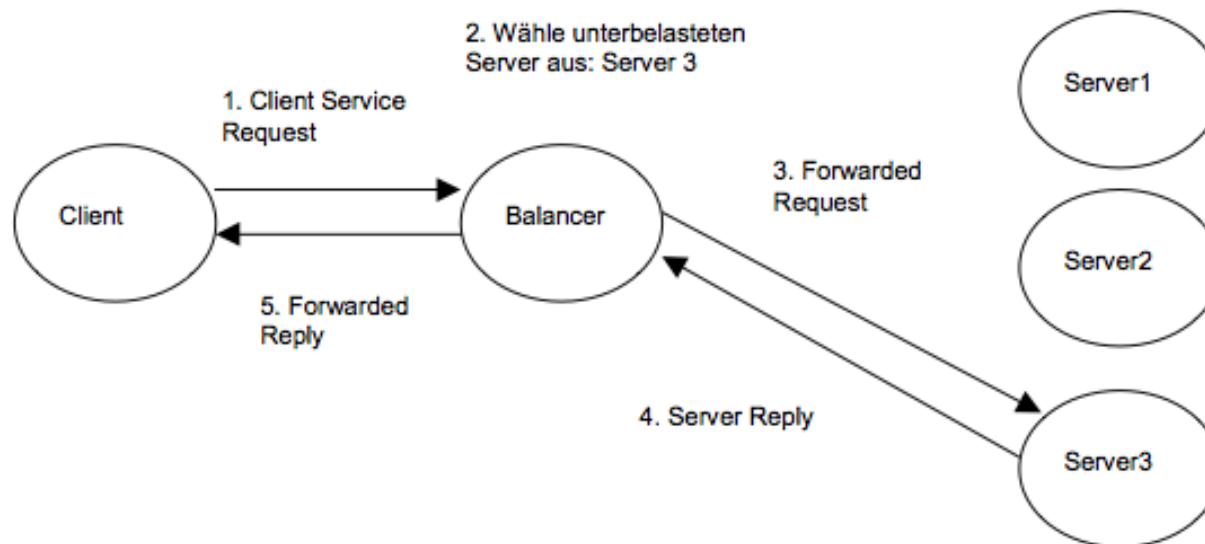 2. Wähle unterbelasteten
Server aus: Server 3
Server1
1. Client Service
Request
3. Forwarded
Request
Client
Balancer
Server2
5. Forwarded
Reply
4. Server Reply
Server3